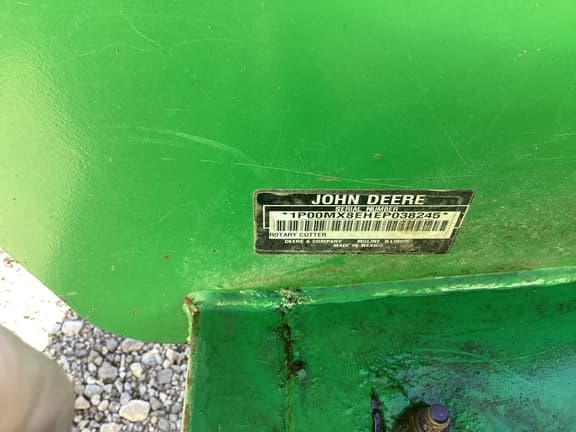 JOHN DEERE
SERIAL NUMBER
*1P00MX8EHEP038245*
ROTARY CUTTER
DEERE & COMPANY MOLINE, ILLINOIS
MADE IN MEXICO